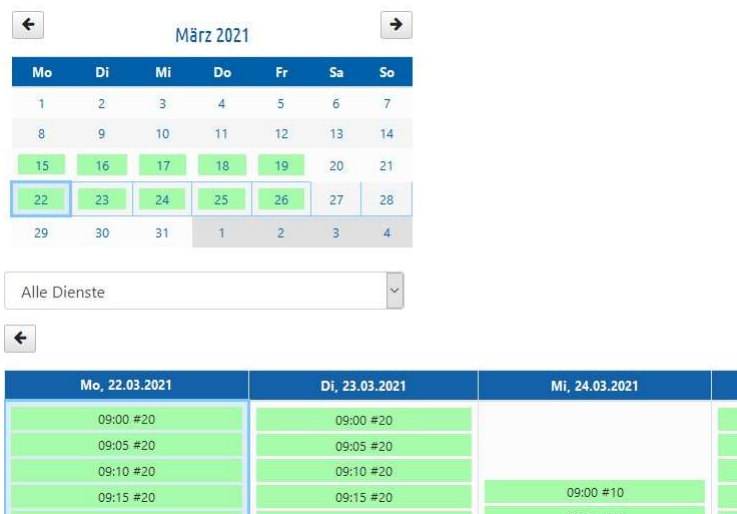 März 2021
Mo Di Mi Do Fr Sa So
1 2 3 4 5 6 7
8 9 10 11 12 13 14
15 16 17 18 19 20 21
22 23 24 25 26 27 28
29 30 31 1 2 3 4
Alle Dienste
Mo, 22.03.2021 Di, 23.03.2021 Mi, 24.03.2021
09:00 #20 09:00 #20
09:05 #20 09:05 #20
09:10 #20 09:10 #20
09:15 #20 09:15 #20 09:00 #10